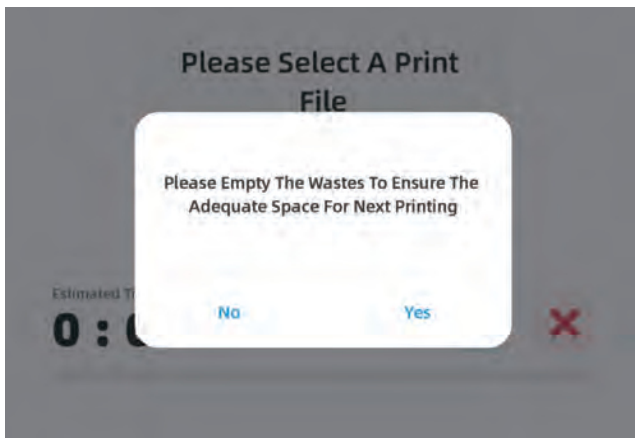 Please Select A Print
File
Please Empty The Wastes To Ensure The
Adequate Space For Next Printing
No
Yes
Estimated
0 :